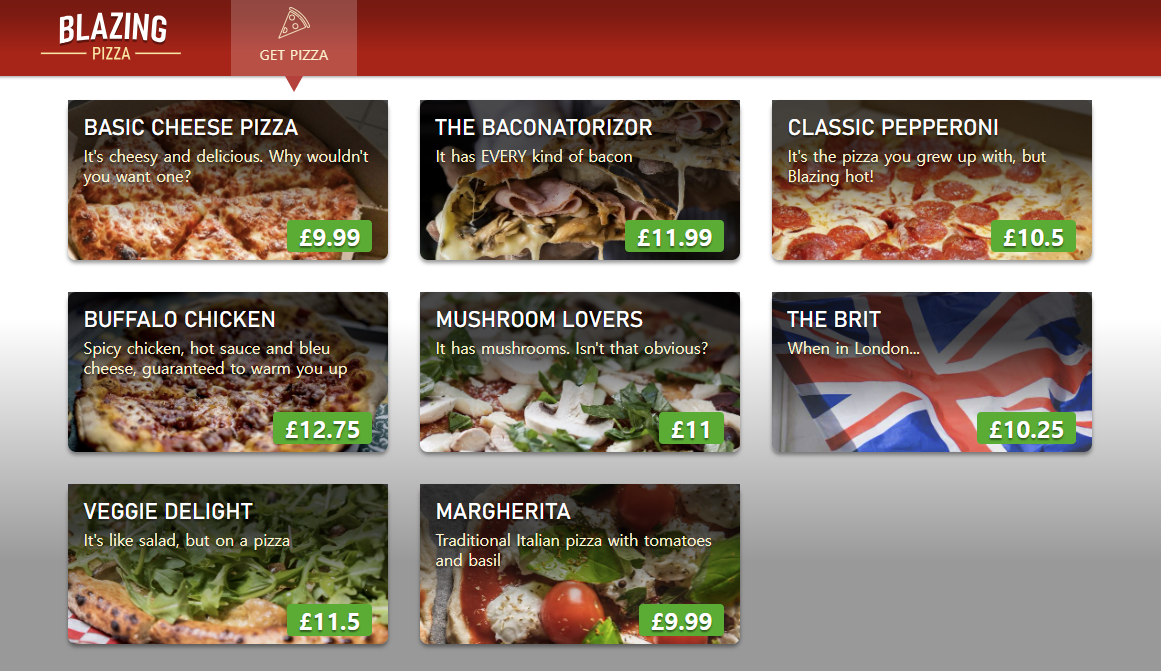 BLAZING
PIZZA
GET PIZZA
BASIC CHEESE PIZZA
It's cheesy and delicious. Why wouldn't
you want one?
£9.99
THE BACONATORIZOR
It has EVERY kind of bacon
£11.99
CLASSIC PEPPERONI
It's the pizza you grew up with, but
Blazing hot!
£10.5
BUFFALO CHICKEN
Spicy chicken, hot sauce and bleu
cheese, guaranteed to warm you up
£12.75
MUSHROOM LOVERS
It has mushrooms. Isn't that obvious?
£11
THE BRIT
When in London...
£10.25
VEGGIE DELIGHT
It's like salad, but on a pizza
£11.5
MARGHERITA
Traditional Italian pizza with tomatoes
and basil
£9.99